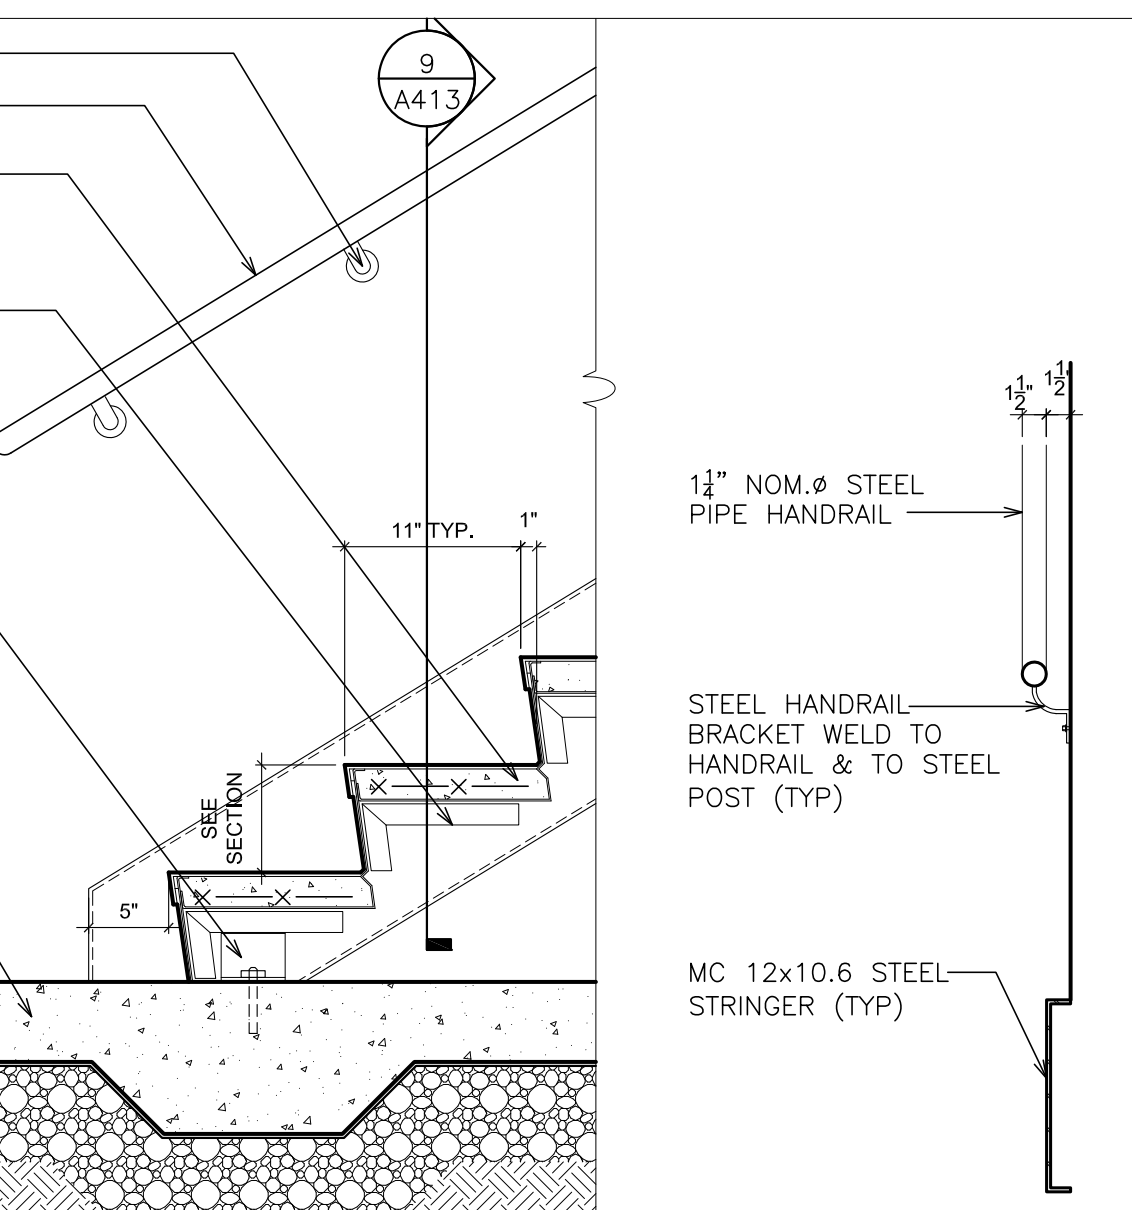 9
A413
11" TYP.
1"
SEE
SECTION
5"
1½"
1½"
1¼" NOM.ø STEEL
PIPE HANDRAIL
STEEL HANDRAIL
BRACKET WELD TO
HANDRAIL & TO STEEL
POST (TYP)
MC 12x10.6 STEEL
STRINGER (TYP)